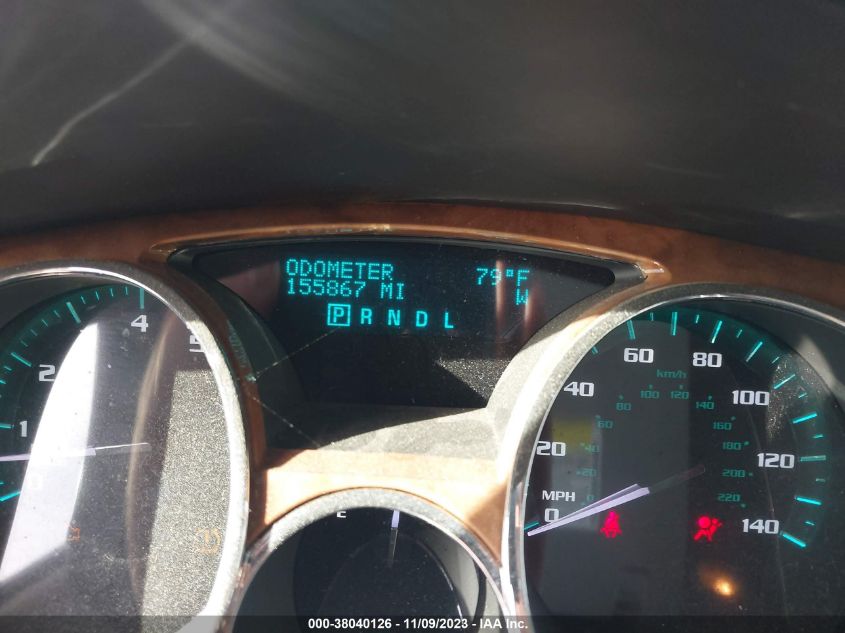 ODOMETER 79°F
155867 MI W
P R N D L
1 2 4 5
E
MPH 0 20 40 60 80 100 120 140
km/h 0 20 40 60 80 100 120 140 160 180 200 220
000-38040126 - 11/09/2023 - IAA Inc.